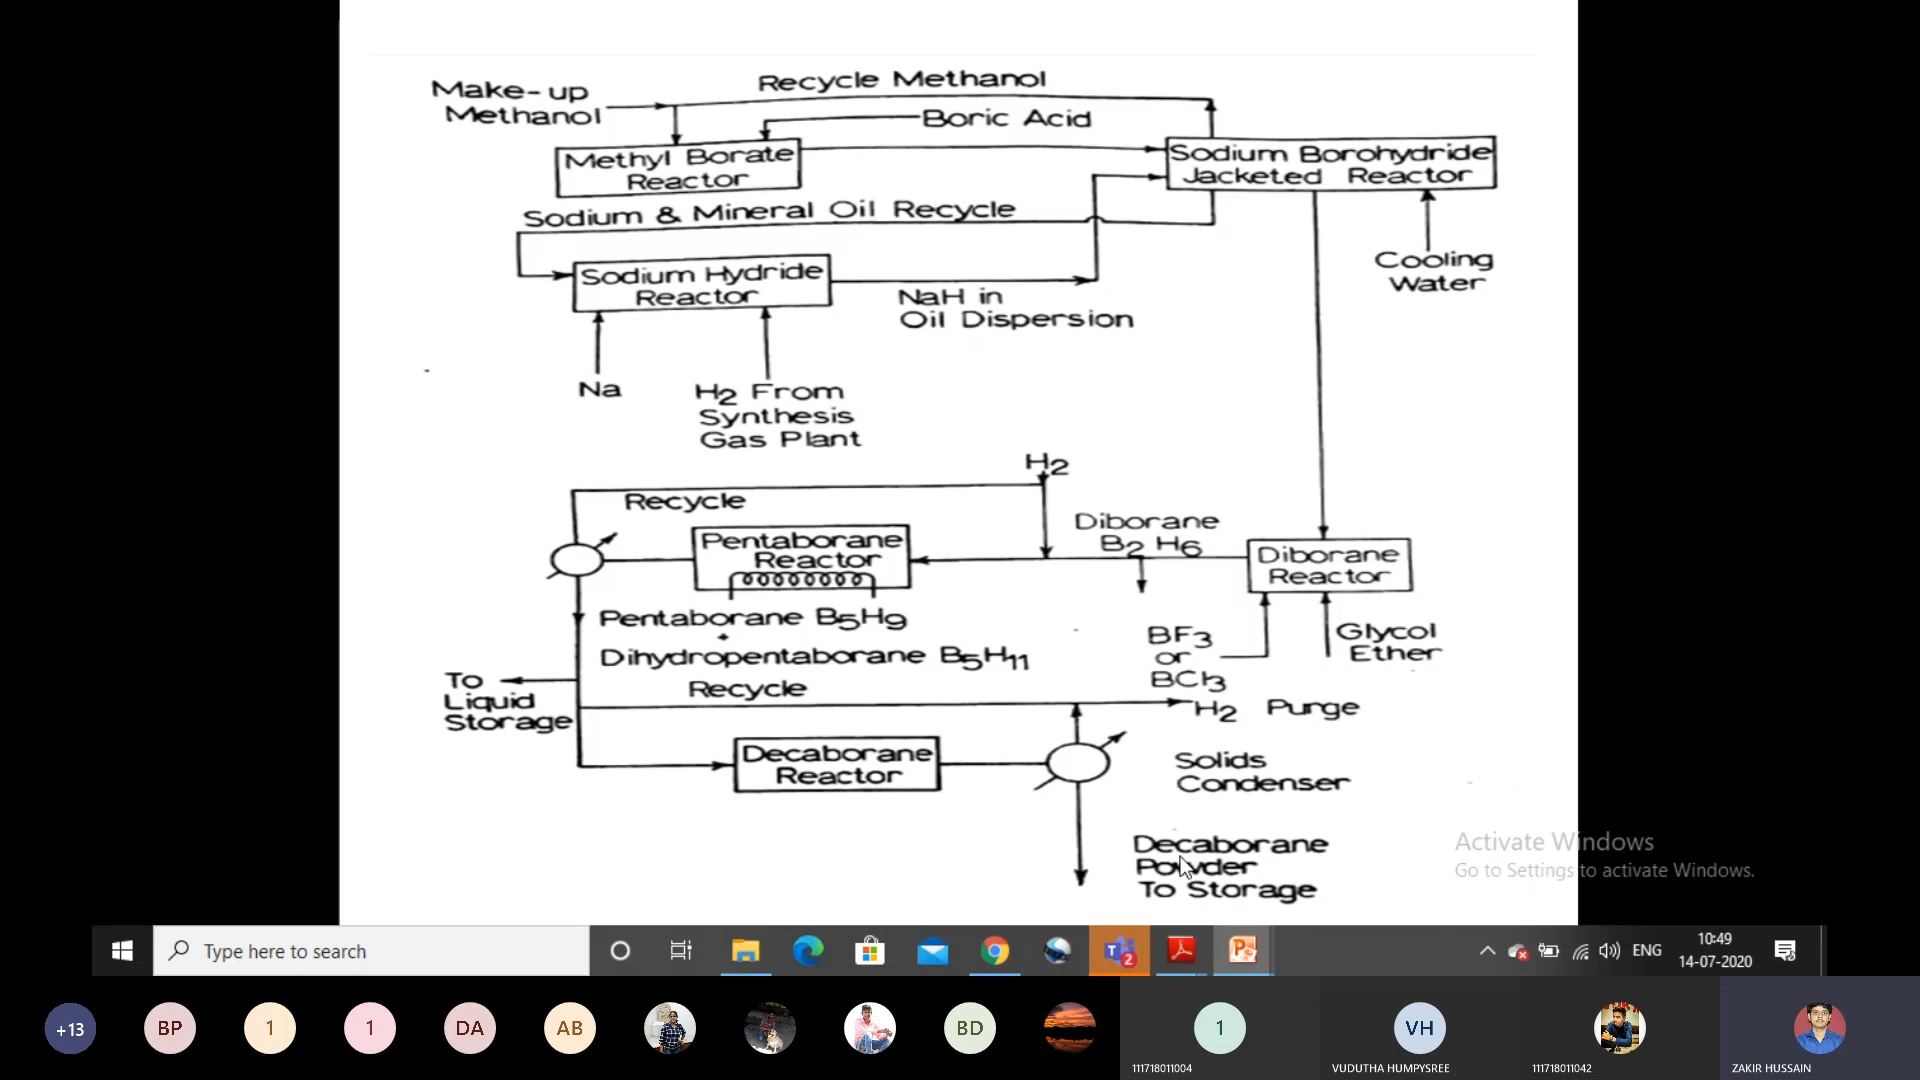 Recycle Methanol
Make-up
Methanol
Boric Acid
Methyl Borate
Reactor
Sodium Borohydride
Jacketed Reactor
Sodium & Mineral Oil Recycle
Cooling
Water
Sodium Hydride
Reactor
NaH in
Oil Dispersion
Na
H2 From
Synthesis
Gas Plant
H2
Recycle
Diborane
B2 H6
Pentaborane
Reactor
Diborane
Reactor
Pentaborane B5H9
+
Dihydropentaborane B5H11
BF3
or
BCl3
Glycol
Ether
To
Liquid
Storage
Recycle
H2 Purge
Decaborane
Reactor
Solids
Condenser
Decaborane
Powder
To Storage
Activate Windows
Go to Settings to activate Windows.
Type here to search
2
ENG
10:49
14-07-2020
+13
BP
1
1
DA
AB
BD
1
VH
111718011004
VUDUTHA HUMPYSREE
111718011042
ZAKIR HUSSAIN